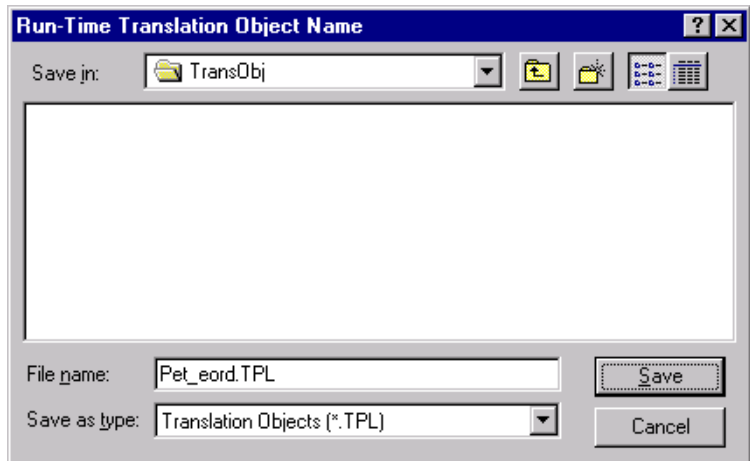 Run-Time Translation Object Name
Save in: TransObj
File name: Pet_eord.TPL Save
Save as type: Translation Objects (*.TPL) Cancel